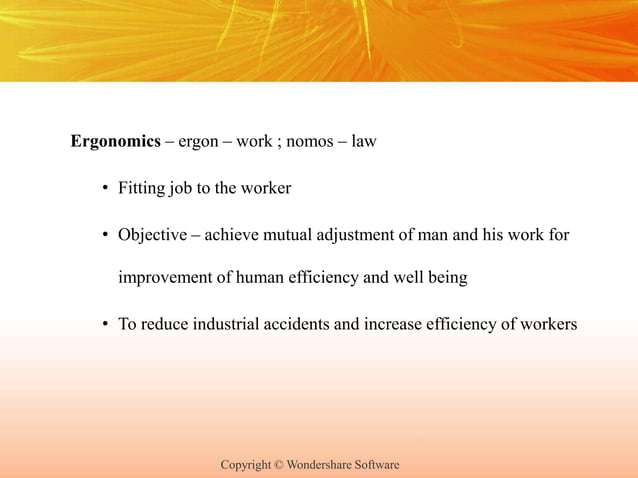 Ergonomics – ergon – work ; nomos – law
• Fitting job to the worker
• Objective – achieve mutual adjustment of man and his work for
improvement of human efficiency and well being
• To reduce industrial accidents and increase efficiency of workers
Copyright © Wondershare Software